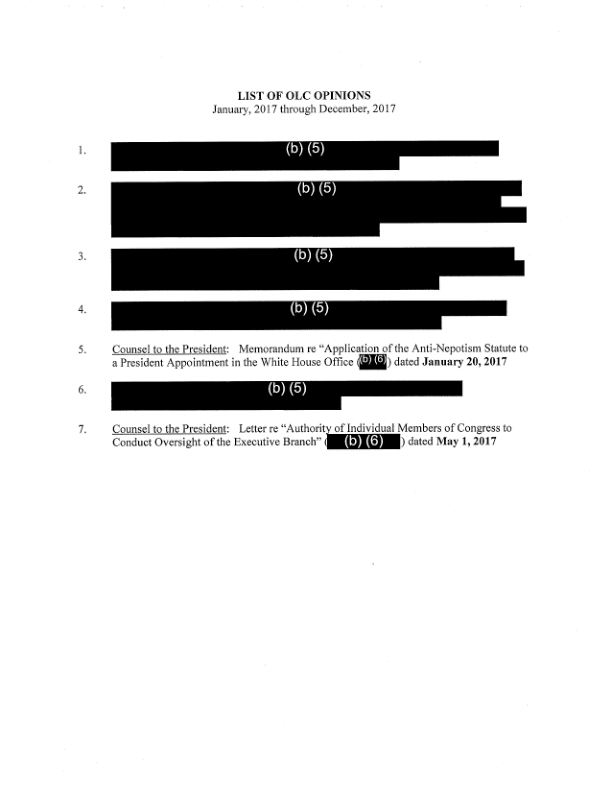 LIST OF OLC OPINIONS
January, 2017 through December, 2017
1. (b) (5)
2. (b) (5)
3. (b) (5)
4. (b) (5)
5. Counsel to the President: Memorandum re “Application of the Anti-Nepotism Statute to
a President Appointment in the White House Office (b) (6) ) dated January 20, 2017
6. (b) (5)
7. Counsel to the President: Letter re “Authority of Individual Members of Congress to
Conduct Oversight of the Executive Branch” ( (b) (6) ) dated May 1, 2017